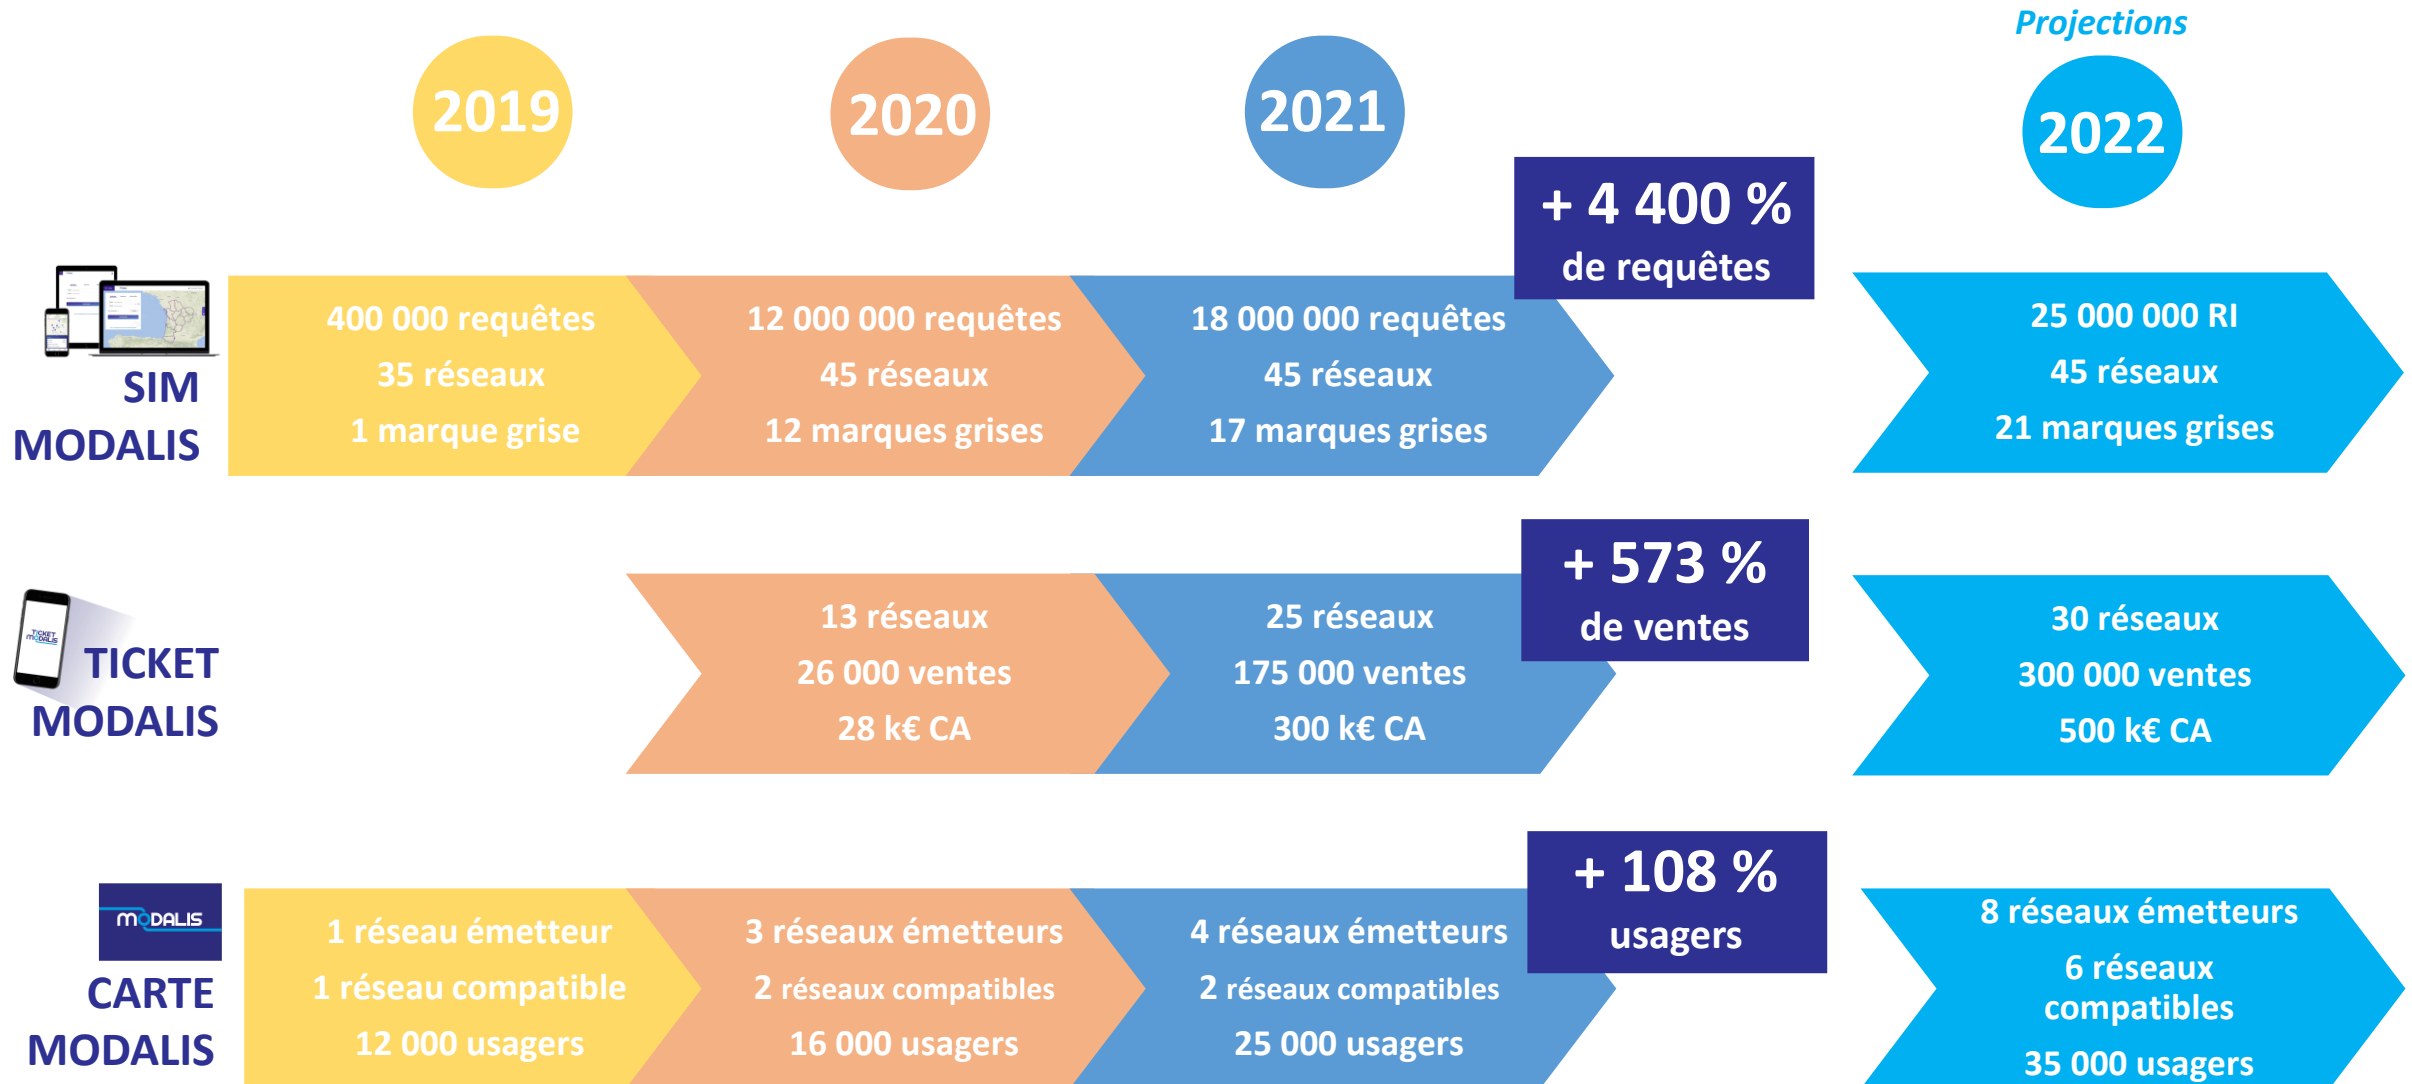 Projections
2019
2020
2021
2022
+ 4 400 %
de requêtes
SIM
MODALIS
400 000 requêtes
35 réseaux
1 marque grise
12 000 000 requêtes
45 réseaux
12 marques grises
18 000 000 requêtes
45 réseaux
17 marques grises
25 000 000 RI
45 réseaux
21 marques grises
+ 573 %
de ventes
TICKET
MODALIS
TICKET
MODALIS
13 réseaux
26 000 ventes
28 k€ CA
25 réseaux
175 000 ventes
300 k€ CA
30 réseaux
300 000 ventes
500 k€ CA
+ 108 %
usagers
MODALIS
CARTE
MODALIS
1 réseau émetteur
1 réseau compatible
12 000 usagers
3 réseaux émetteurs
2 réseaux compatibles
16 000 usagers
4 réseaux émetteurs
2 réseaux compatibles
25 000 usagers
8 réseaux émetteurs
6 réseaux
compatibles
35 000 usagers